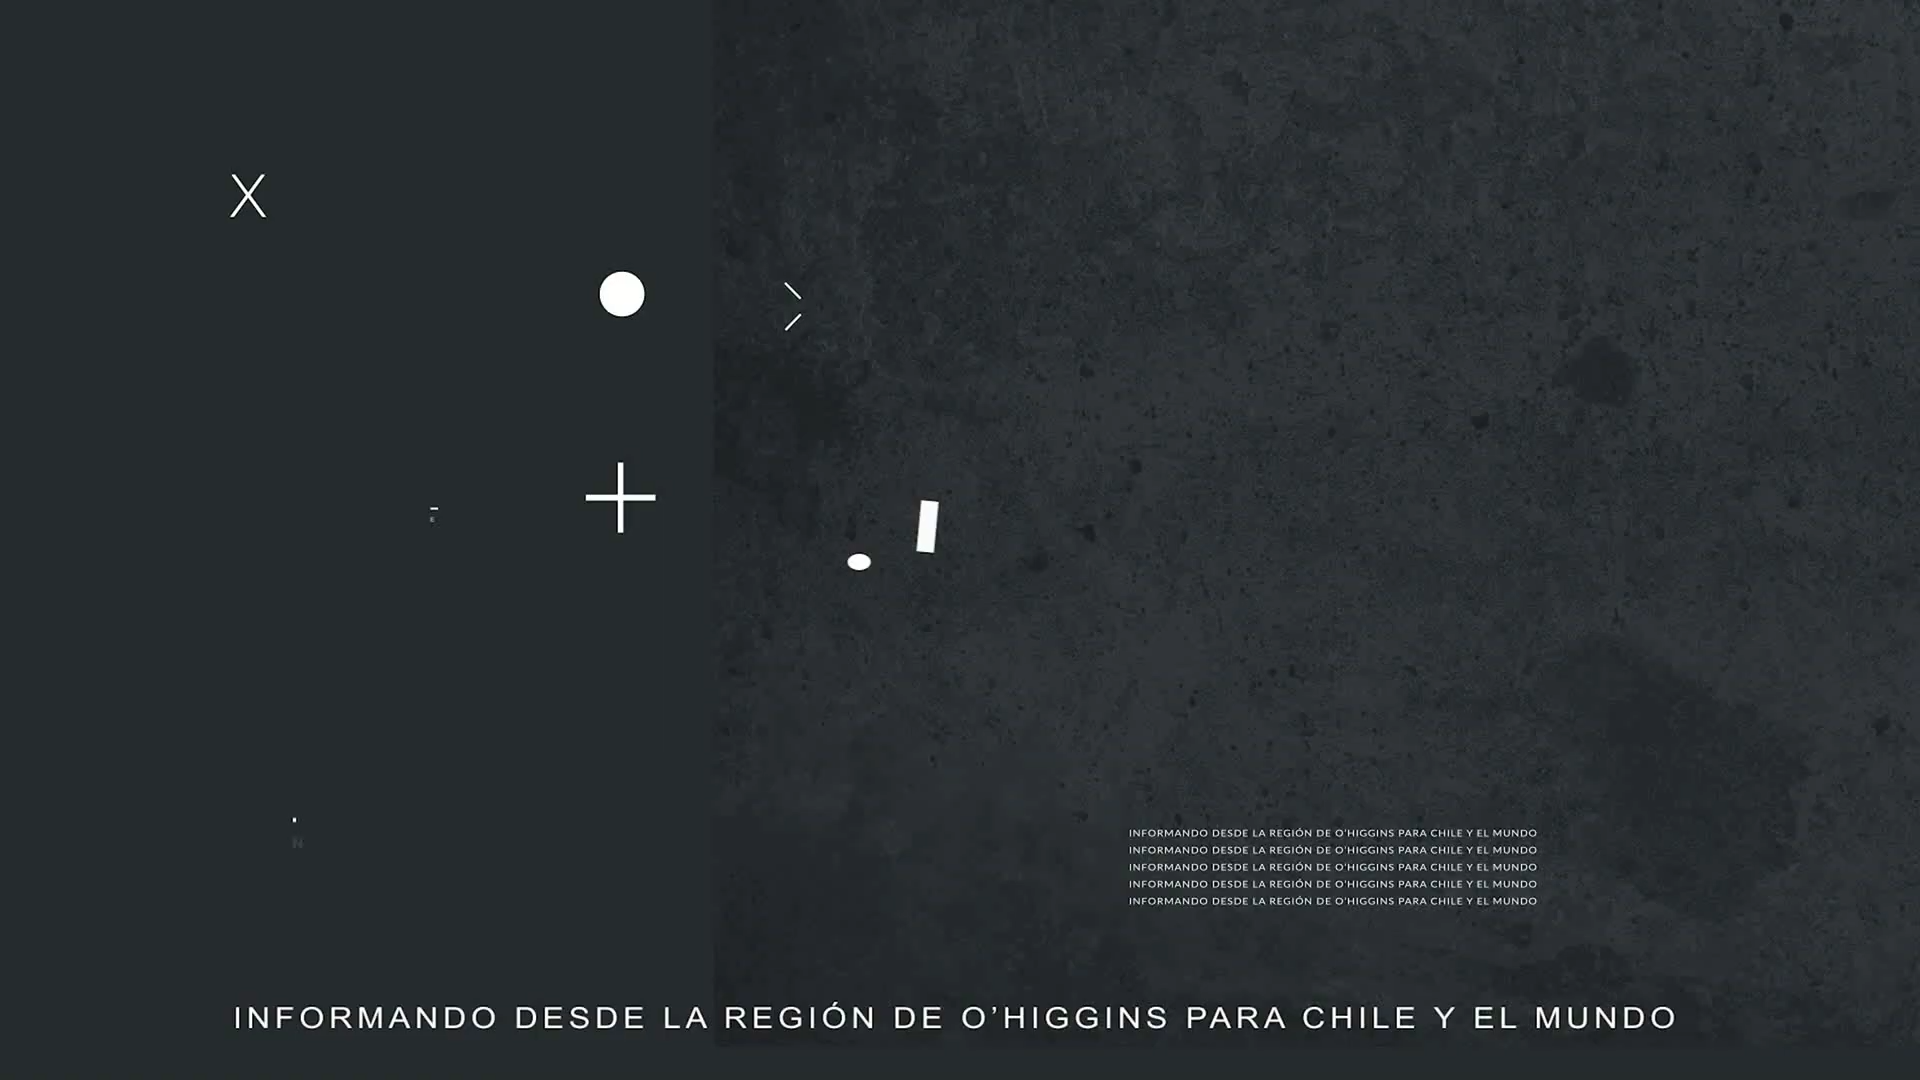 X
E
N
INFORMANDO DESDE LA REGIÓN DE O'HIGGINS PARA CHILE Y EL MUNDO
INFORMANDO DESDE LA REGIÓN DE O'HIGGINS PARA CHILE Y EL MUNDO
INFORMANDO DESDE LA REGIÓN DE O'HIGGINS PARA CHILE Y EL MUNDO
INFORMANDO DESDE LA REGIÓN DE O'HIGGINS PARA CHILE Y EL MUNDO
INFORMANDO DESDE LA REGIÓN DE O'HIGGINS PARA CHILE Y EL MUNDO
INFORMANDO DESDE LA REGIÓN DE O’HIGGINS PARA CHILE Y EL MUNDO